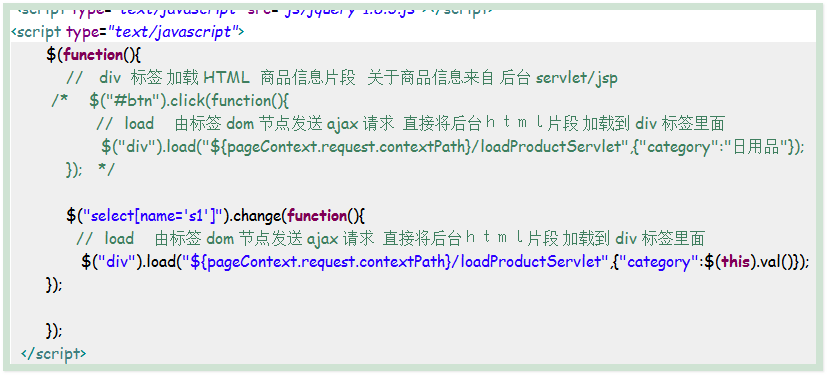 <script type="text/javascript" src="js/jquery-1.8.3.js"></script>
<script type="text/javascript">
$(function(){
// div 标签 加载 HTML 商品信息片段 关于商品信息来自 后台 servlet/jsp
/* $("#btn").click(function(){
// load 由标签 dom 节点发送 ajax 请求 直接将后台ｈｔｍｌ片段 加载到 div 标签里面
$("div").load("${pageContext.request.contextPath}/loadProductServlet",{"category":"日用品"});
}); */
$("select[name='s1']").change(function(){
// load 由标签 dom 节点发送 ajax 请求 直接将后台ｈｔｍｌ片段 加载到 div 标签里面
$("div").load("${pageContext.request.contextPath}/loadProductServlet",{"category":$(this).val()});
});
});
</script>